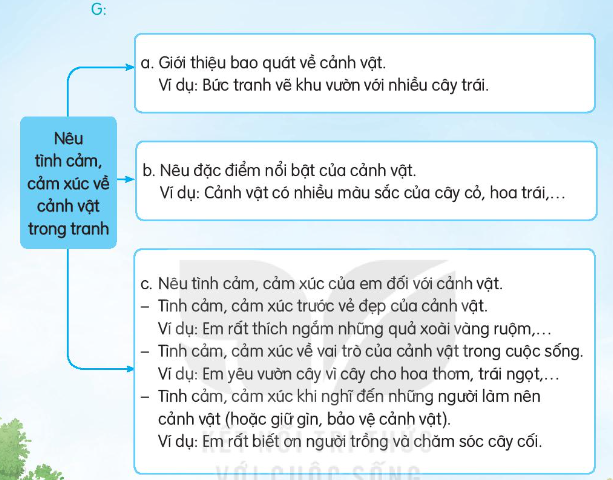 G:
a. Giới thiệu bao quát về cảnh vật.
Ví dụ: Bức tranh vẽ khu vườn với nhiều cây trái.
Nêu
tình cảm,
cảm xúc về
cảnh vật
trong tranh
b. Nêu đặc điểm nổi bật của cảnh vật.
Ví dụ: Cảnh vật có nhiều màu sắc của cây cỏ, hoa trái,...
c. Nêu tình cảm, cảm xúc của em đối với cảnh vật.
– Tình cảm, cảm xúc trước vẻ đẹp của cảnh vật.
Ví dụ: Em rất thích ngắm những quả xoài vàng ruộm,...
– Tình cảm, cảm xúc về vai trò của cảnh vật trong cuộc sống.
Ví dụ: Em yêu vườn cây vì cây cho hoa thơm, trái ngọt,...
– Tình cảm, cảm xúc khi nghĩ đến những người làm nên
cảnh vật (hoặc giữ gìn, bảo vệ cảnh vật).
Ví dụ: Em rất biết ơn người trồng và chăm sóc cây cối.
KẾT NỐI TRI THỨC
VỚI CUỘC SỐNG